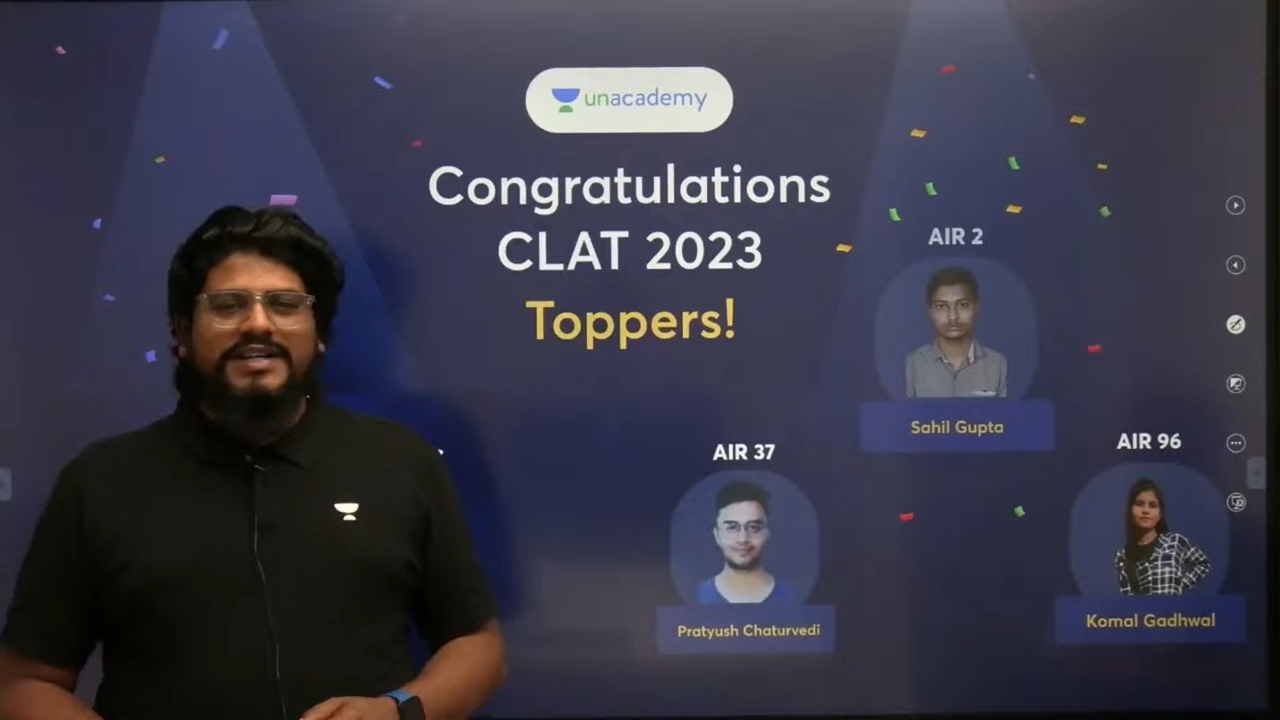 unacademy
Congratulations
CLAT 2023
Toppers!
AIR 2
Sahil Gupta
AIR 37
Pratyush Chaturvedi
AIR 96
Komal Gadhwal